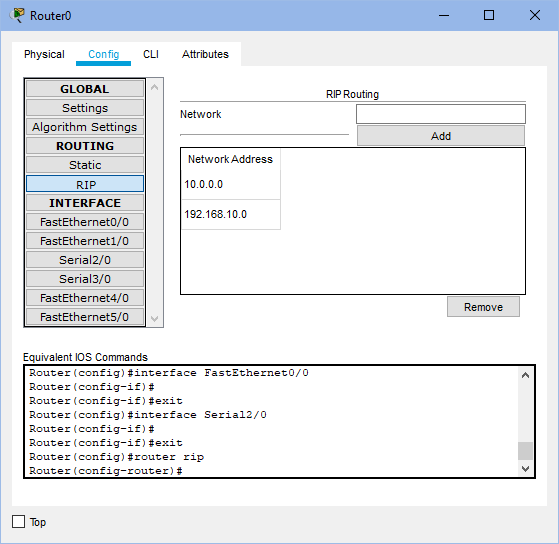 Router0
Physical Config CLI Attributes
GLOBAL
Settings
Algorithm Settings
ROUTING
Static
RIP
INTERFACE
FastEthernet0/0
FastEthernet1/0
Serial2/0
Serial3/0
FastEthernet4/0
FastEthernet5/0
RIP Routing
Network
Add
Network Address
10.0.0.0
192.168.10.0
Remove
Equivalent IOS Commands
Router(config)#interface FastEthernet0/0
Router(config-if)#
Router(config-if)#exit
Router(config)#interface Serial2/0
Router(config-if)#
Router(config-if)#exit
Router(config)#router rip
Router(config-router)#
Top